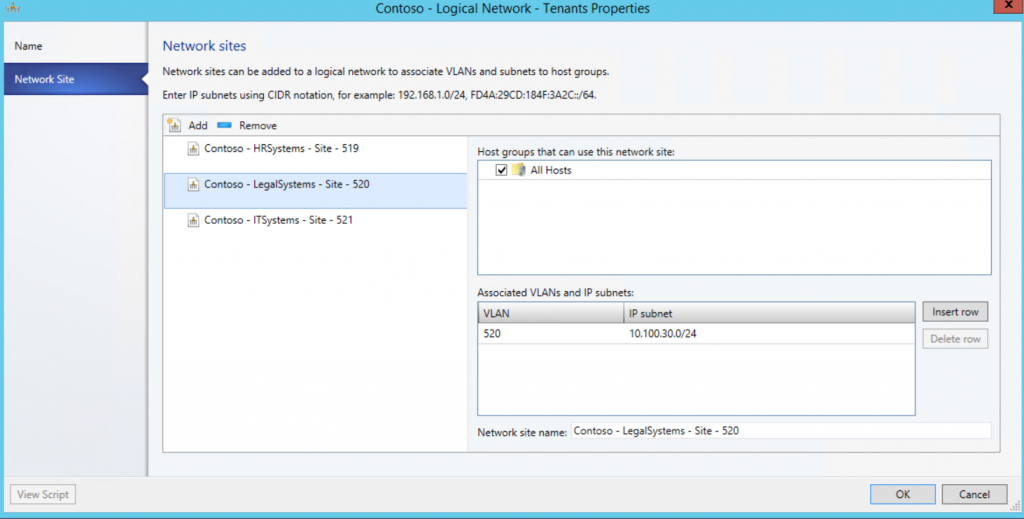 Contoso - Logical Network - Tenants Properties
x
Name
Network Site
Network sites
Network sites can be added to a logical network to associate VLANs and subnets to host groups.
Enter IP subnets using CIDR notation, for example: 192.168.1.0/24, FD4A:29CD:184F:3A2C::/64.
Add Remove
Contoso - HRSystems - Site - 519
Contoso - LegalSystems - Site - 520
Contoso - ITSystems - Site - 521
Host groups that can use this network site:
All Hosts
Associated VLANs and IP subnets:
VLAN IP subnet
520 10.100.30.0/24
Insert row
Delete row
Network site name: Contoso - LegalSystems - Site - 520
View Script
OK
Cancel